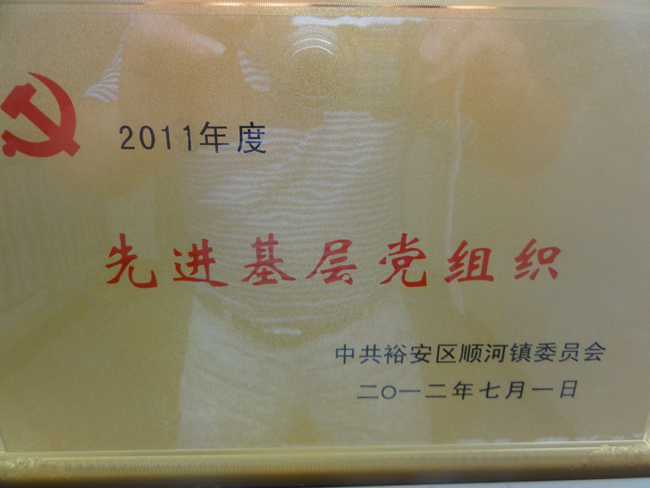 2011年度
先进基层党组织
中共裕安区顺河镇委员会
二〇一二年七月一日